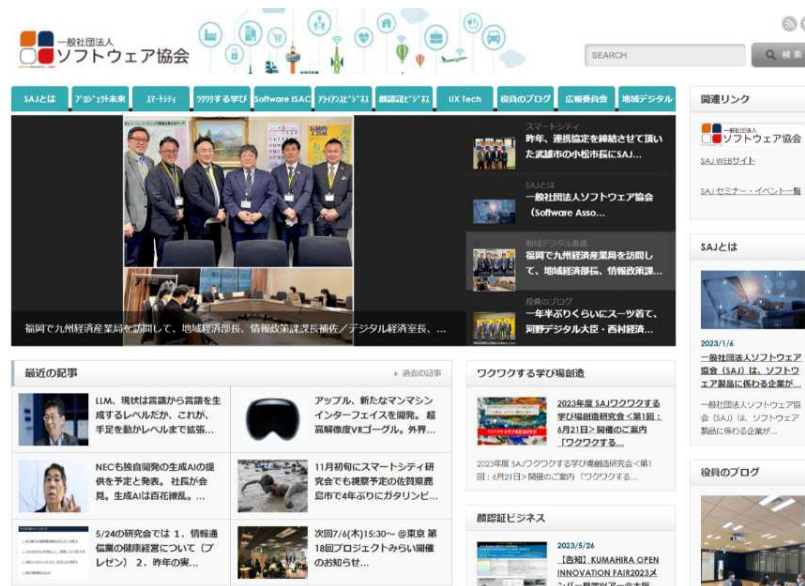 一般社団法人
ソフトウェア協会
SEARCH
検索
SAJとは
プロジェクト未来
スマートシティ
ワクワクする学び
Software ISAC
アライアンスビジネス
顔認証ビジネス
UX Tech
役員のブログ
広報委員会
地域デジタル
スマートシティ
昨年、連携協定を締結させて頂い
た武雄市の小松市長にSAJ...
SAJとは
一般社団法人ソフトウェア協会
（Software Asso...
地域デジタル推進
福岡で九州経済産業局を訪問し
て、地域経済部長、情報政策課...
役員のブログ
一年半ぶりくらいにスーツ着て、
河野デジタル大臣・西村経済...
福岡で九州経済産業局を訪問して、地域経済部長、情報政策課課長補佐／デジタル経済室長、...
関連リンク
一般社団法人
ソフトウェア協会
SAJ WEBサイト
SAJ セミナー・イベント一覧
SAJとは
2023/1/6
一般社団法人ソフトウェア
協会（SAJ）は、ソフトウ
ェア製品に係わる企業が...
一般社団法人ソフトウェア協
会（SAJ）は、ソフトウェア
製品に係わる企業が...
役員のブログ
最近の記事
過去の記事
LLM、現状は言語から言語を生
成するレベルだか、これが、
手足を動かレベルまで拡張...
アップル、新たなマンマシン
インターフェイスを開発。 超
高解像度VRゴーグル。外界...
NECも独自開発の生成AIの提
供を予定と発表。 社長が会
見。生成AIは百花繚乱。...
11月初旬にスマートシティ研
究会でも視察予定の佐賀県鹿
島市で4年ぶりにガタリンピ...
5/24の研究会では 1．情報通
信業の健康経営について（プ
レゼン） 2．昨年の実...
次回7/6(木)15:30～ @東京 第
18回プロジェクトみらい開催
のお知らせ...
ワクワクする学び場創造
2023年度 SAJワクワクする
学び場創造研究会＜第1回：
6月21日＞開催のご案内
「ワクワクする...
2023年度 SAJワクワクする学び場創造研究会＜第1
回：6月21日＞開催のご案内 「ワクワクする...
顔認証ビジネス
2023/5/26
【告知】KUMAHIRA OPEN
INNOVATION FAIR2023メ